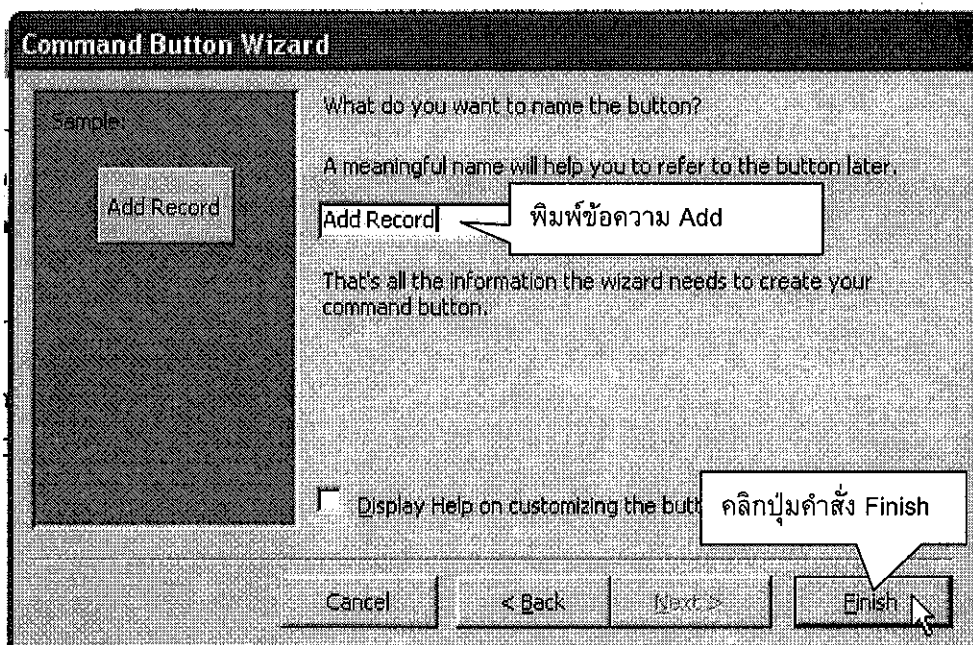 Command Button Wizard
Sample:
Add Record
What do you want to name the button?
A meaningful name will help you to refer to the button later.
Add Record
พิมพ์ข้อความ Add
That's all the information the wizard needs to create your
command button.
Display Help on customizing the butt
คลิกปุ่มคำสั่ง Finish
Cancel
< Back
Next >
Finish